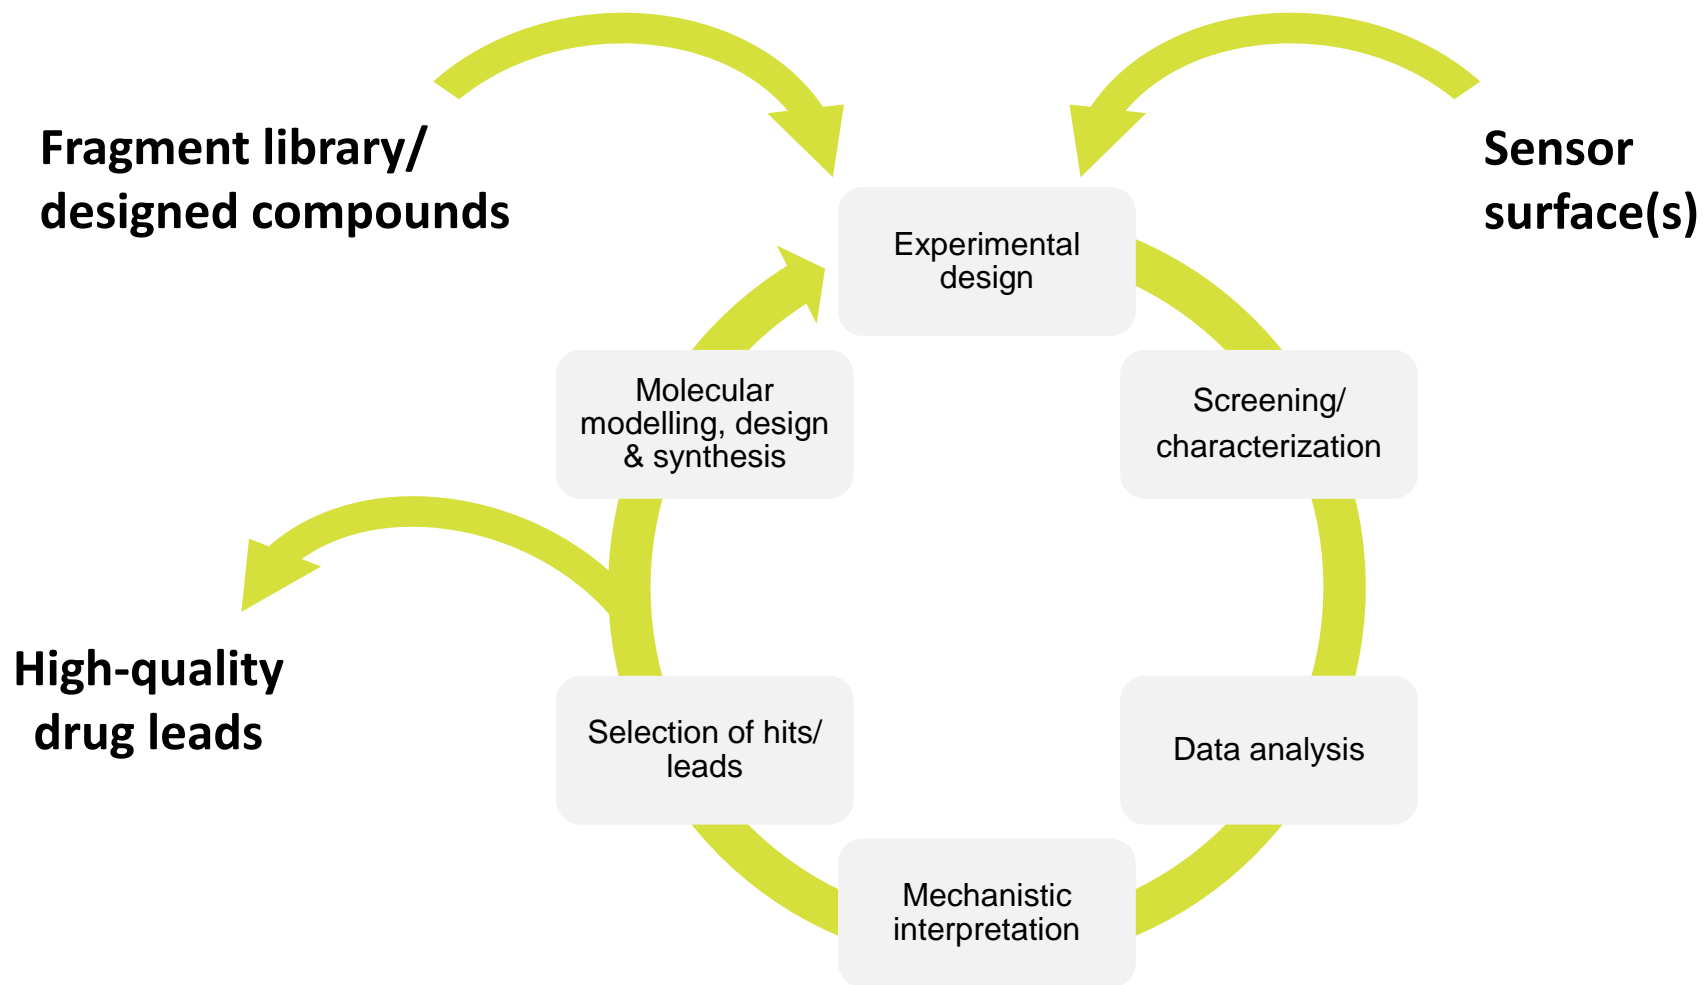 Fragment library/
designed compounds
Sensor
surface(s)
Experimental
design
Screening/
characterization
Data analysis
Mechanistic
interpretation
Selection of hits/
leads
Molecular
modelling, design
& synthesis
High-quality
drug leads